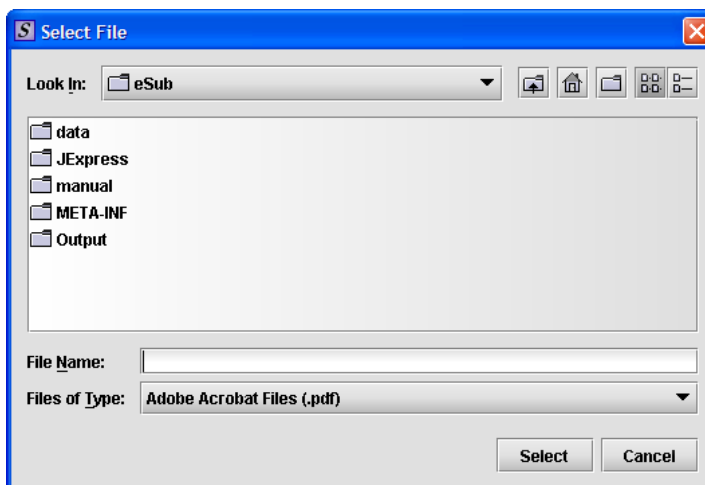 S Select File
Look In: eSub
data
JExpress
manual
META-INF
Output
File Name:
Files of Type: Adobe Acrobat Files (.pdf)
Select Cancel